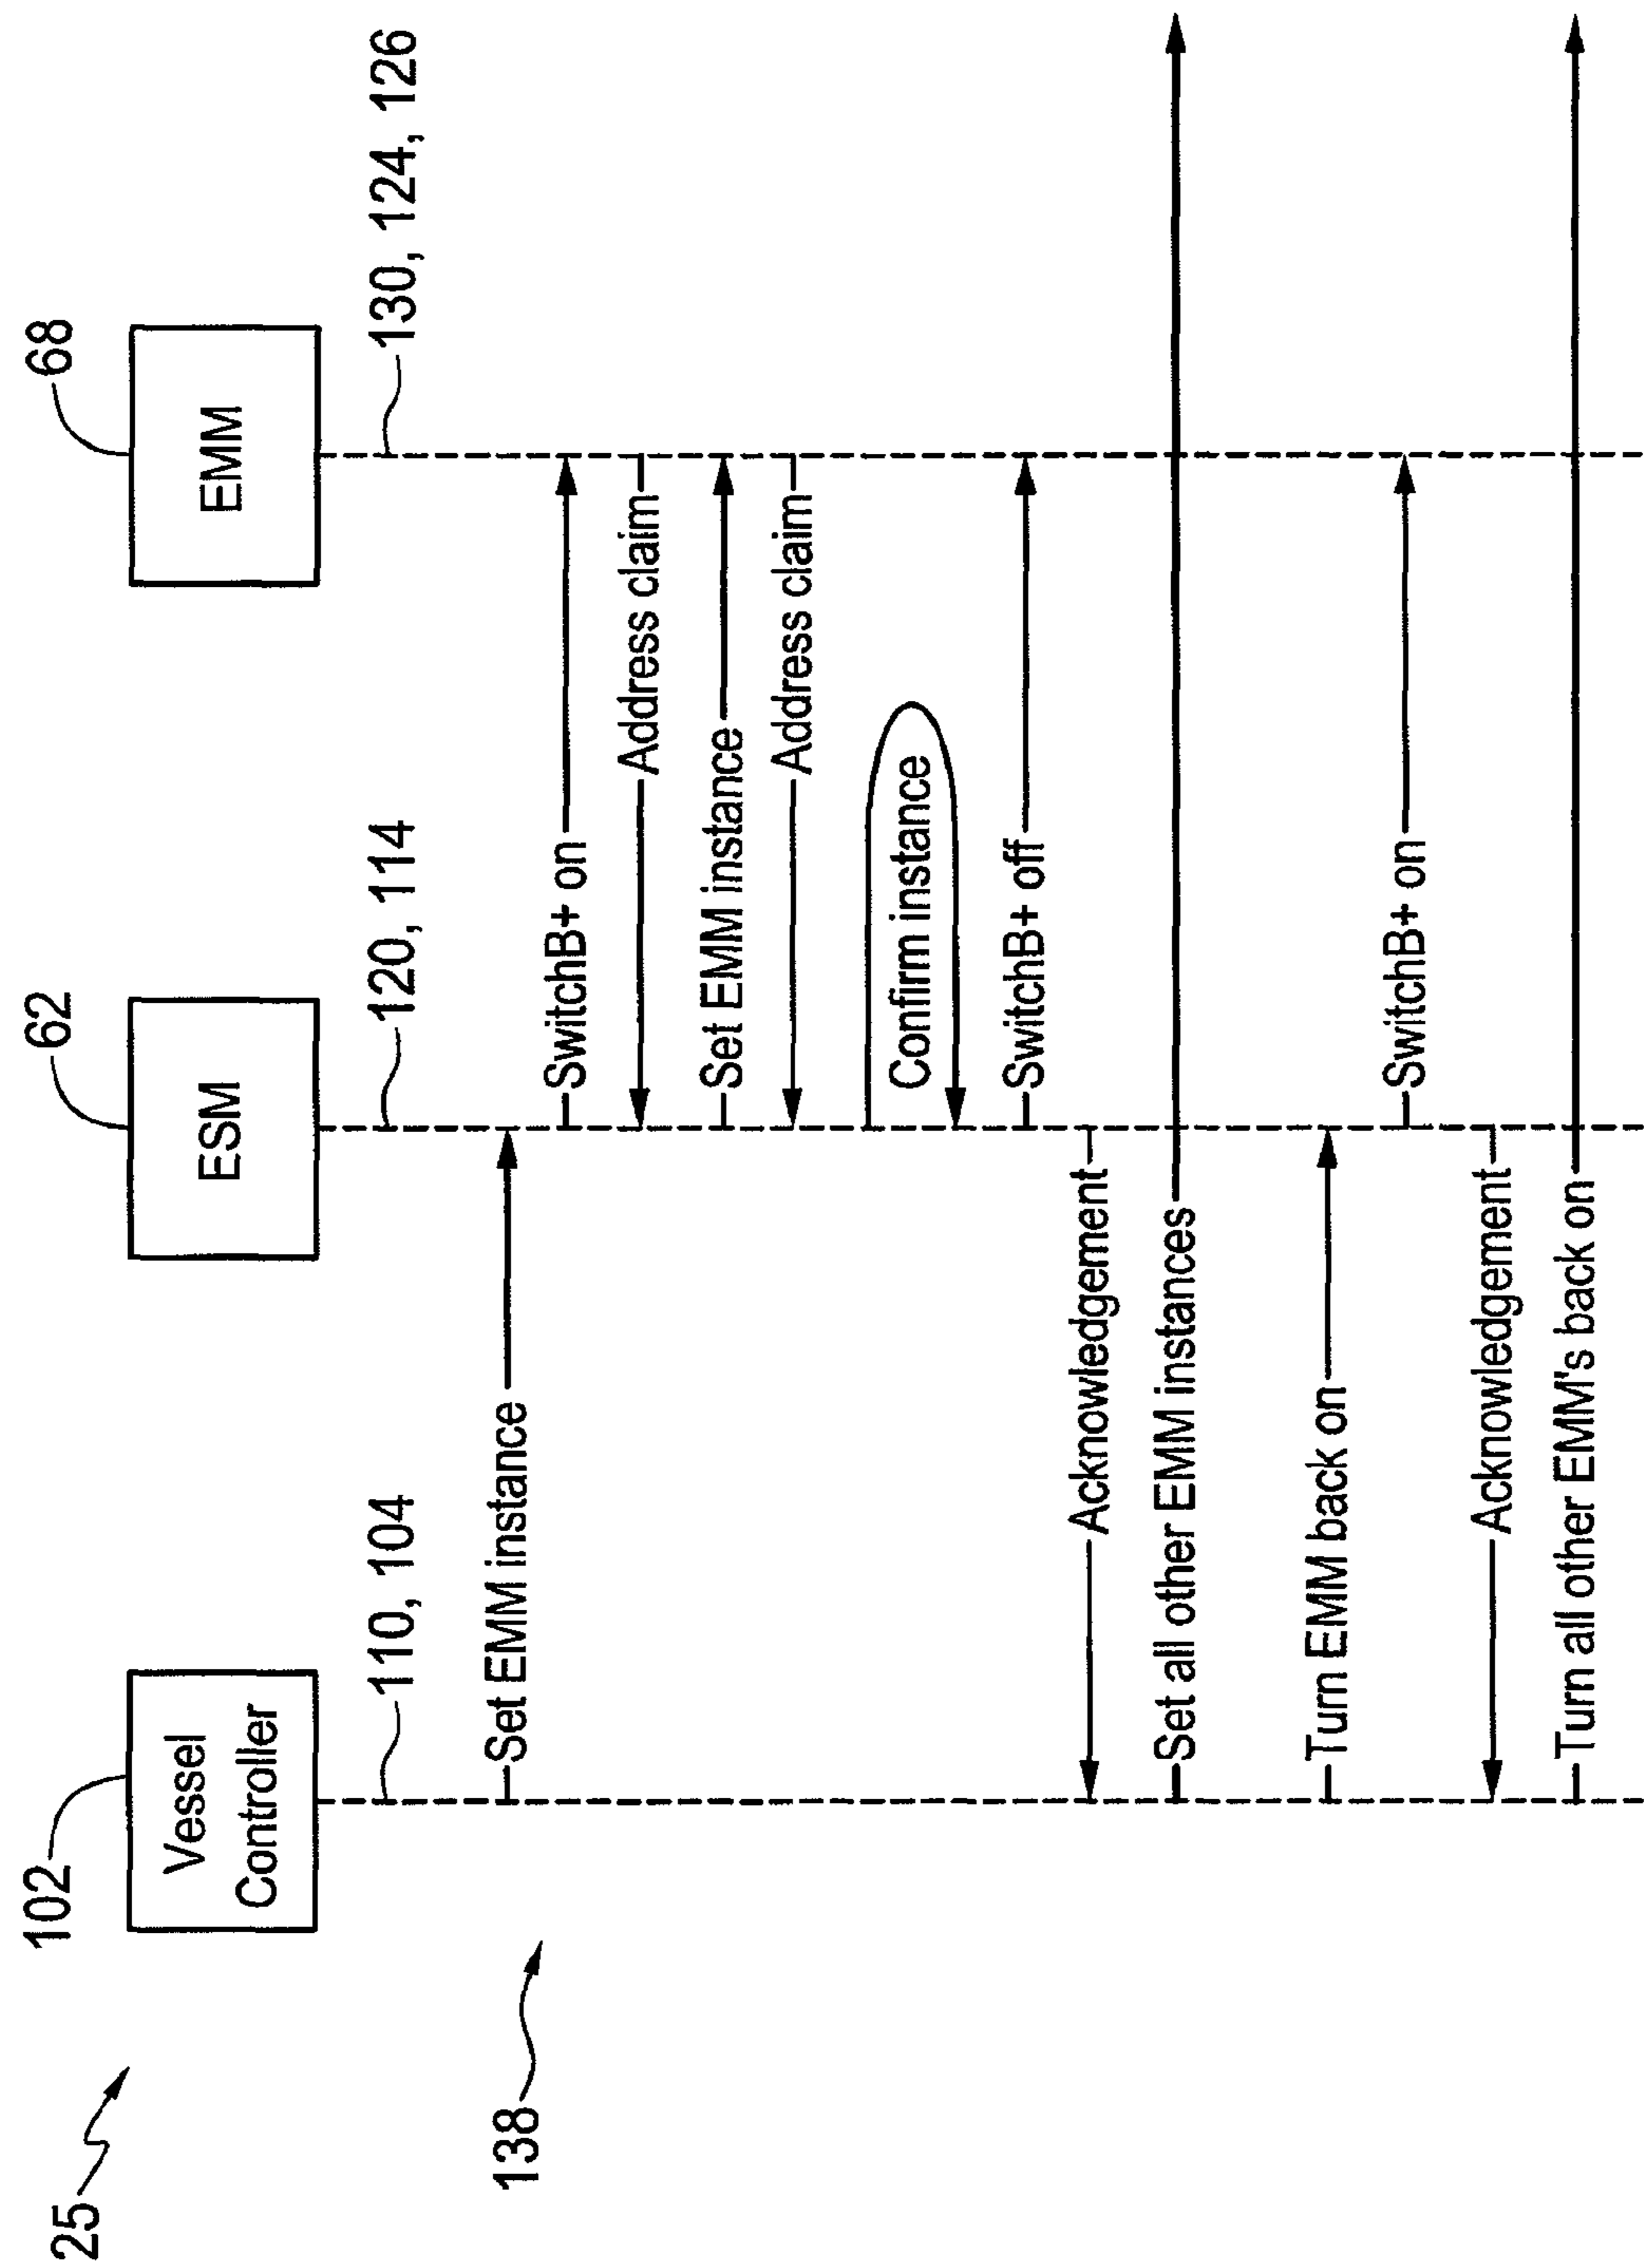 25
102
62
68
Vessel
Controller
ESM
EMM
110, 104
120, 114
130, 124, 126
138
Set EMM instance
SwitchB+ on
Address claim
Set EMM instance
Address claim
Confirm instance
SwitchB+ off
Acknowledgement
Set all other EMM instances
Turn EMM back on
SwitchB+ on
Acknowledgement
Turn all other EMM's back on